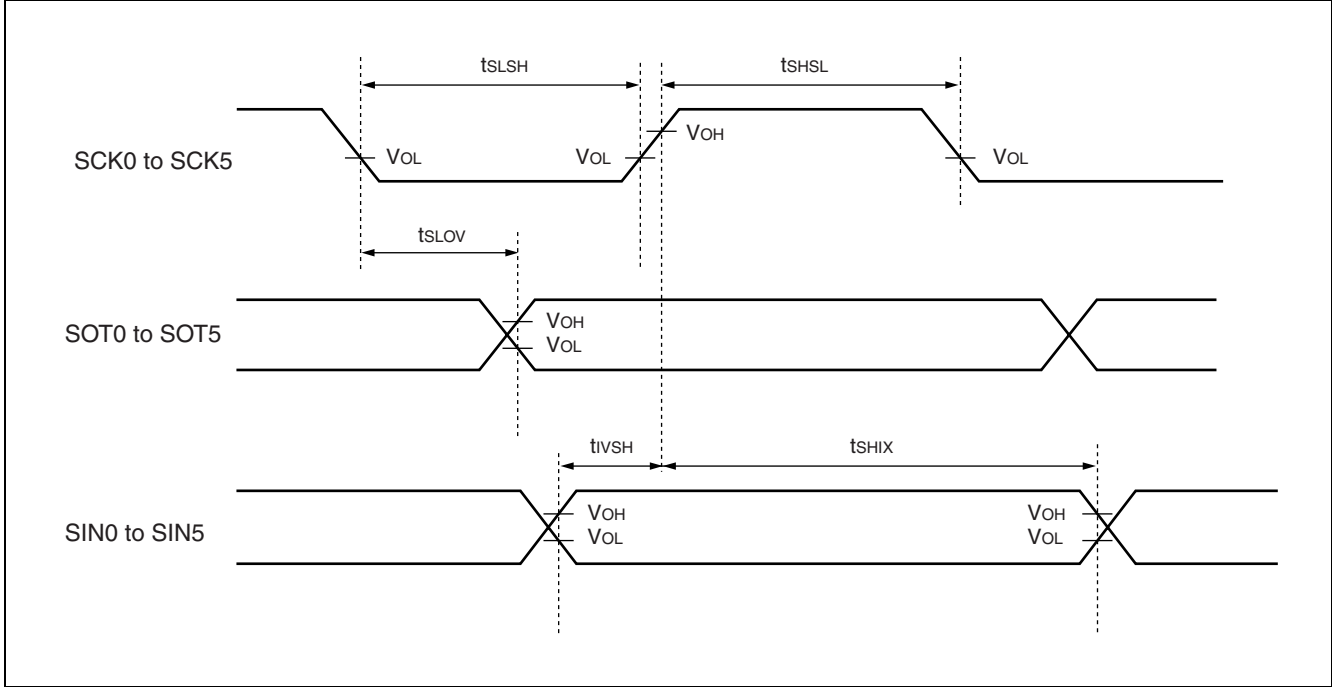 tSLSH tSHSL
VOH
SCK0 to SCK5 VOL VOL VOL
tSLOV
SOT0 to SOT5 VOH
VOL
tIVSH tSHIX
SIN0 to SIN5 VOH VOH
VOL VOL